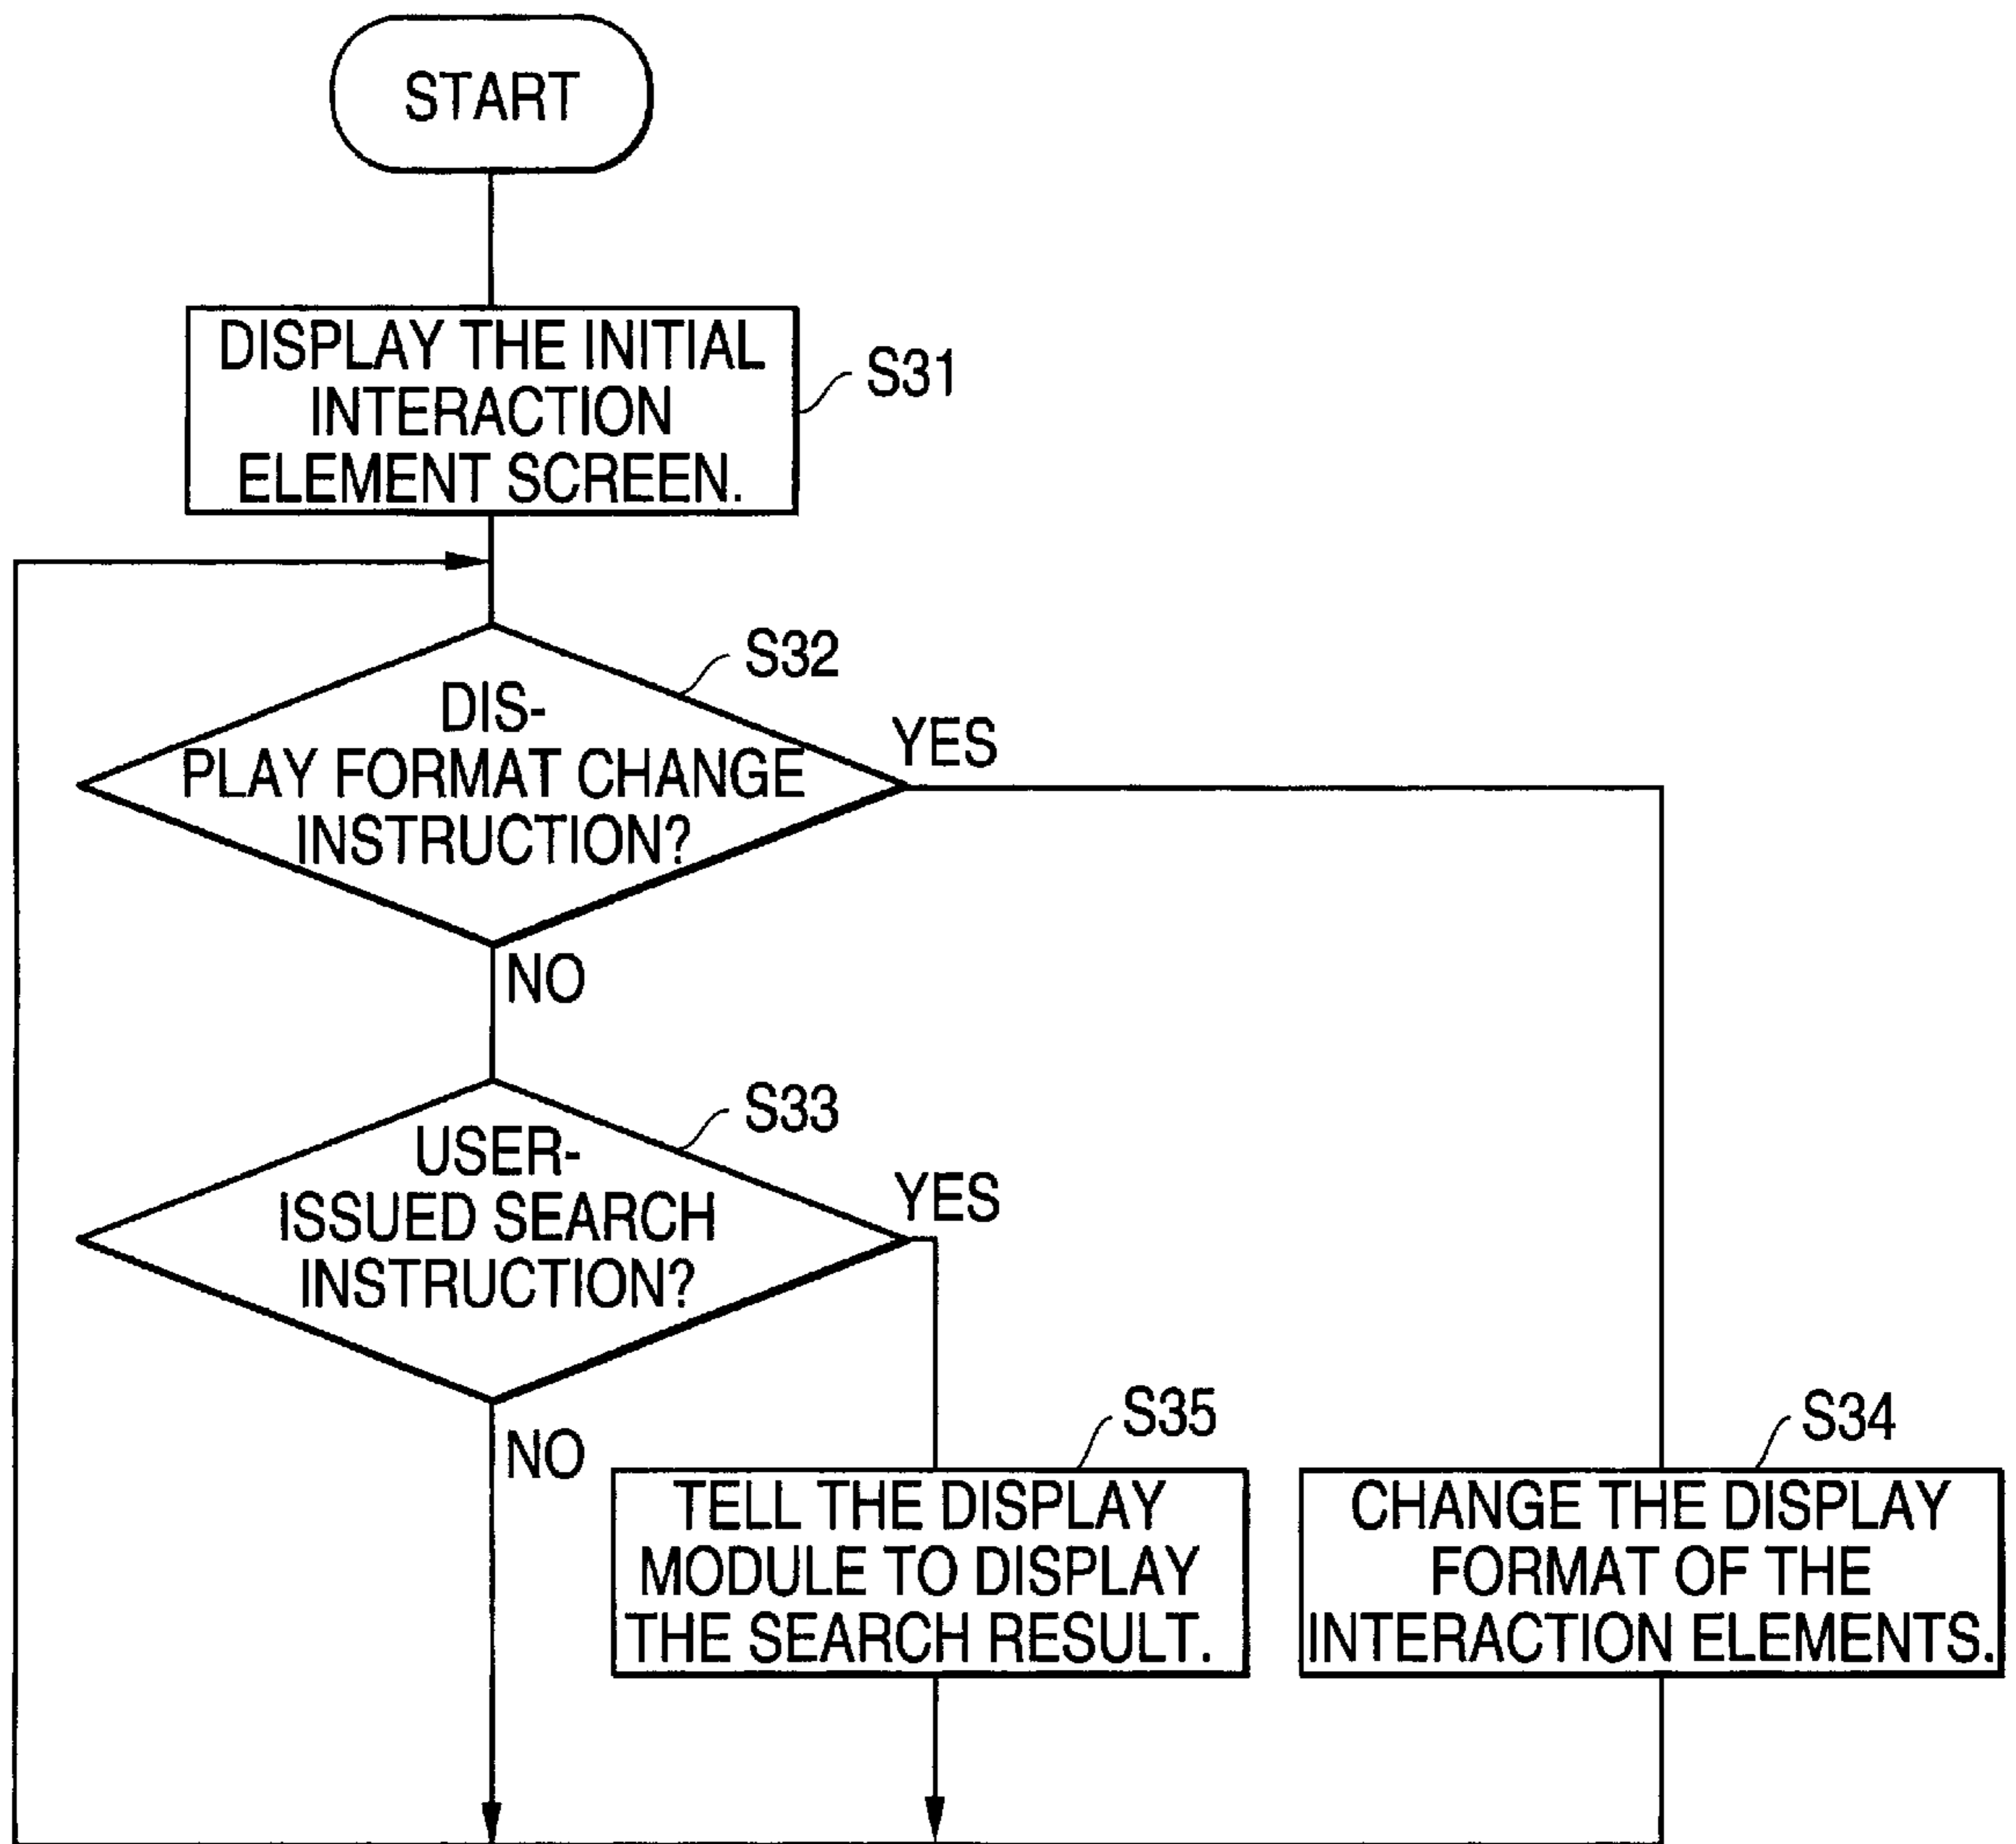 START
DISPLAY THE INITIAL
INTERACTION
ELEMENT SCREEN.
S31
S32
DIS-
PLAY FORMAT CHANGE
INSTRUCTION?
YES
NO
S33
USER-
ISSUED SEARCH
INSTRUCTION?
YES
NO
S35
TELL THE DISPLAY
MODULE TO DISPLAY
THE SEARCH RESULT.
S34
CHANGE THE DISPLAY
FORMAT OF THE
INTERACTION ELEMENTS.